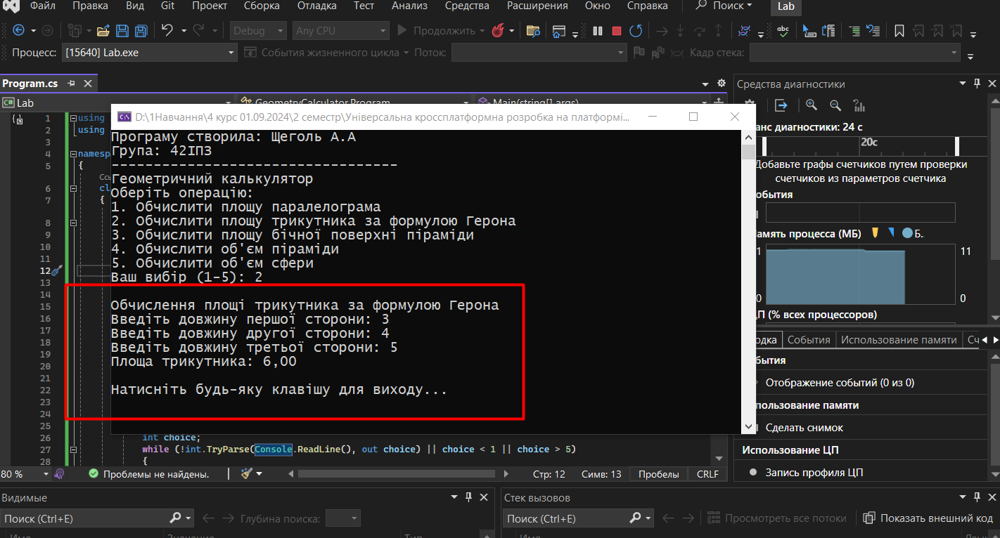 Файл Правка Вид Git Проект Сборка Отладка Тест Анализ Средства Расширения Окно Справка Поиск Lab
Debug Any CPU Продолжить
Процесс: [15640] Lab.exe События жизненного цикла Поток: Кадр стека:
Program.cs
C# Lab GeometryCalculator.Program Main(string[] args)
1 using
2 using
3
4 namesp
5 {
6 cl
7 {
8
9
10
11
12
13
14
15
16
17
18
19
20
21
22
23
24
25
26 int choice;
27 while (!int.TryParse(Console.ReadLine(), out choice) || choice < 1 || choice > 5)
28 {
D:\1Навчання\4 курс 01.09.2024\2 семестр\Універсальна кроссплатформна розробка на платформі...
Програму створила: Щеголь А.А
Група: 42ІПЗ
----------------------------------
Геометричний калькулятор
Оберіть операцію:
1. Обчислити площу паралелограма
2. Обчислити площу трикутника за формулою Герона
3. Обчислити площу бічної поверхні піраміди
4. Обчислити об'єм піраміди
5. Обчислити об'єм сфери
Ваш вибір (1-5): 2
Обчислення площі трикутника за формулою Герона
Введіть довжину першої сторони: 3
Введіть довжину другої сторони: 4
Введіть довжину третьої сторони: 5
Площа трикутника: 6,00
Натисніть будь-яку клавішу для виходу...
80 % Проблемы не найдены. Стр: 12 Симв: 13 Пробелы CRLF
Средства диагностики
диагностики: 24 с
20с
Добавьте графы счетчиков путем проверки
счетчиков из параметров счетчика
Память процесса (МБ) Б..
11
0 0
(% всех процессоров)
События Использование памяти
Отображение событий (0 из 0)
памяти
Сделать снимок
Использование ЦП
Запись профиля ЦП
Видимые
Поиск (Ctrl+E) Глубина поиска:
Имя Значение Тип
Стек вызовов
Поиск (Ctrl+E) Просмотреть все потоки Показать внешний код
Имя